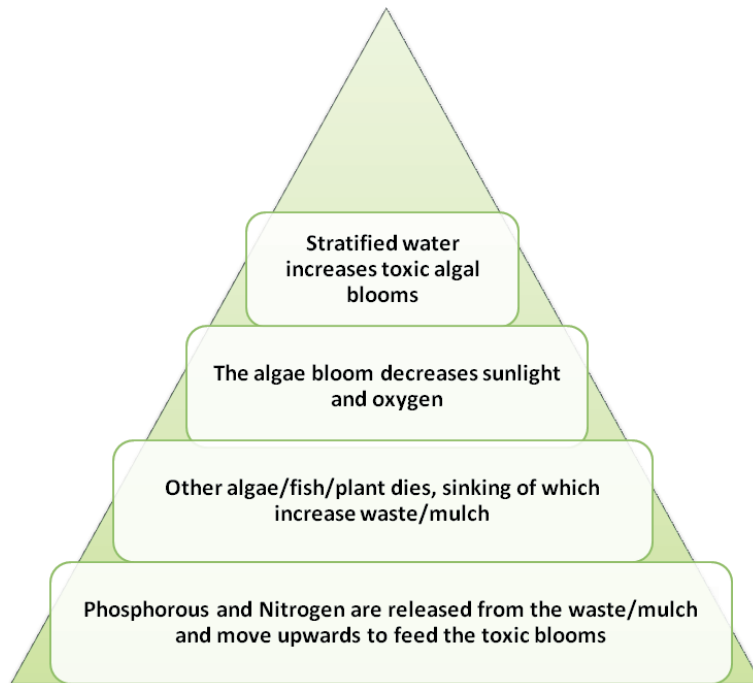 Stratified water
increases toxic algal
blooms
The algae bloom decreases sunlight
and oxygen
Other algae/fish/plant dies, sinking of which
increase waste/mulch
Phosphorous and Nitrogen are released from the waste/mulch
and move upwards to feed the toxic blooms